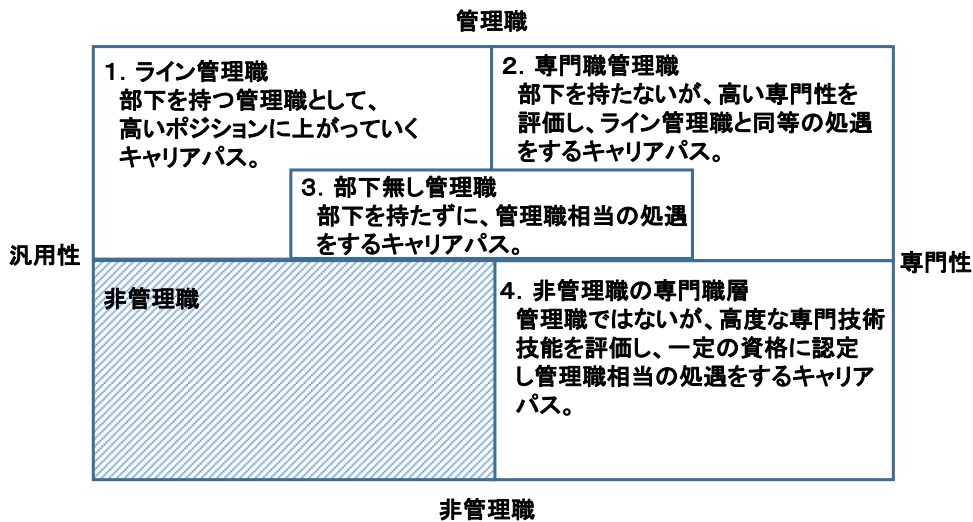 管理職
1．ライン管理職
部下を持つ管理職として、
高いポジションに上がっていく
キャリアパス。
2．専門職管理職
部下を持たないが、高い専門性を
評価し、ライン管理職と同等の処遇
をするキャリアパス。
3．部下無し管理職
部下を持たずに、管理職相当の処遇
をするキャリアパス。
汎用性
専門性
非管理職
4．非管理職の専門職層
管理職ではないが、高度な専門技術
技能を評価し、一定の資格に認定
し管理職相当の処遇をするキャリア
パス。
非管理職